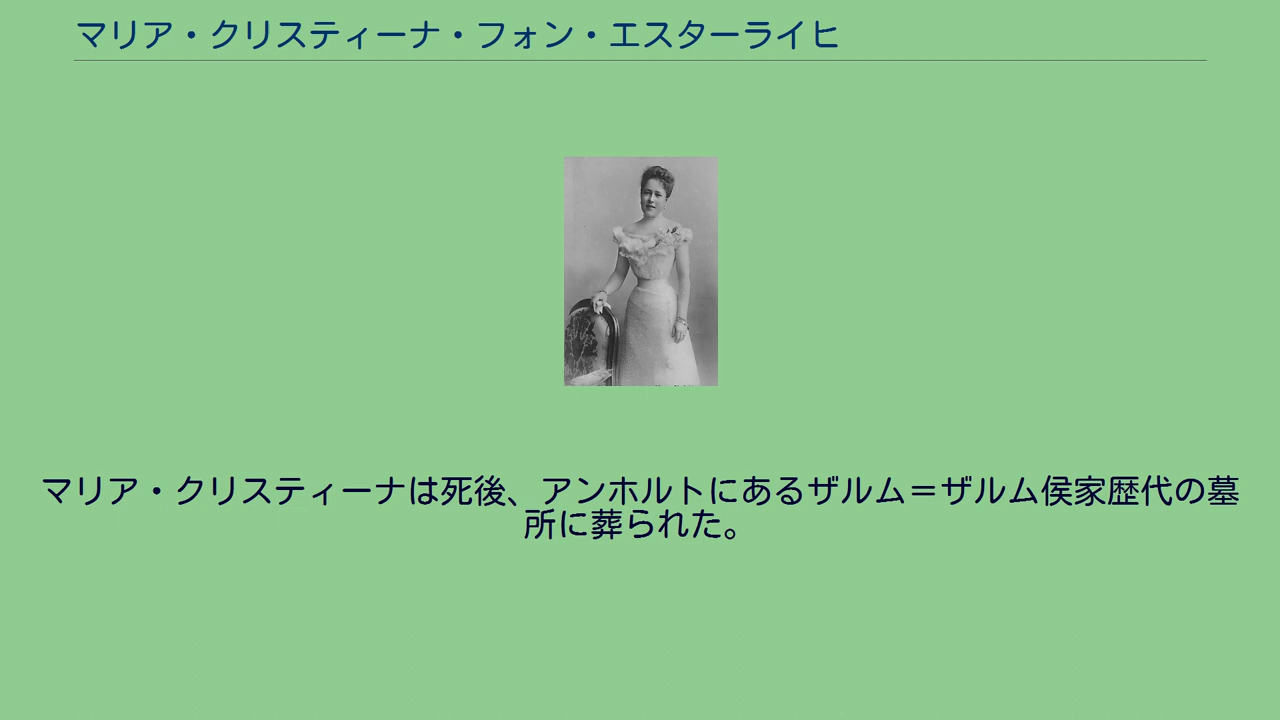 マリア・クリスティーナ・フォン・エスターライヒ
マリア・クリスティーナは死後、アンホルトにあるザルム＝ザルム侯家歴代の墓
所に葬られた。